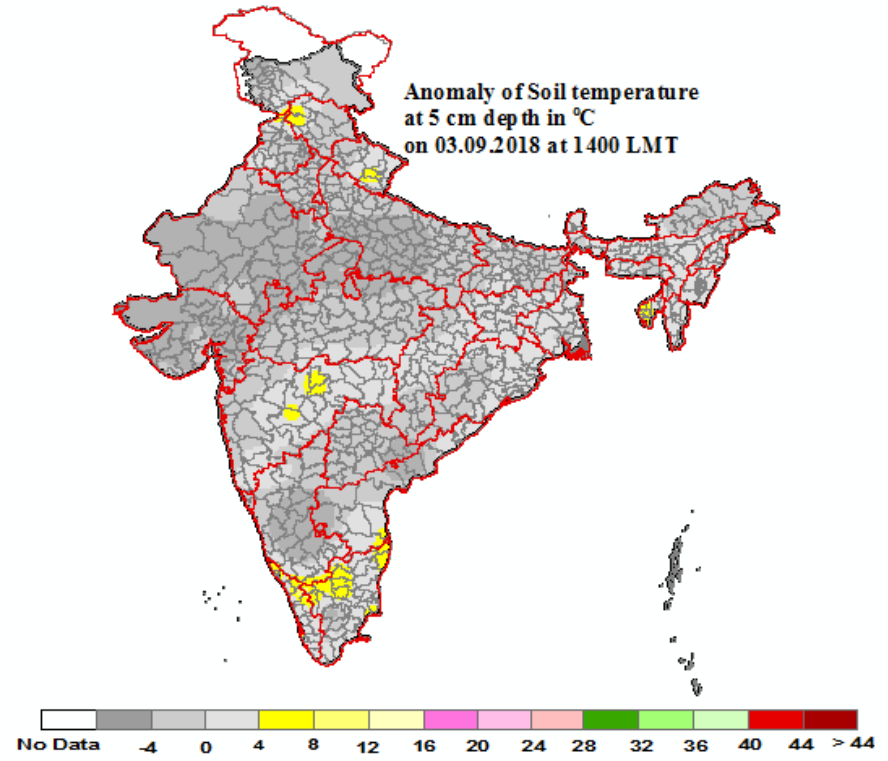 Anomaly of Soil temperature
at 5 cm depth in °C
on 03.09.2018 at 1400 LMT
No Data -4 0 4 8 12 16 20 24 28 32 36 40 44 > 44